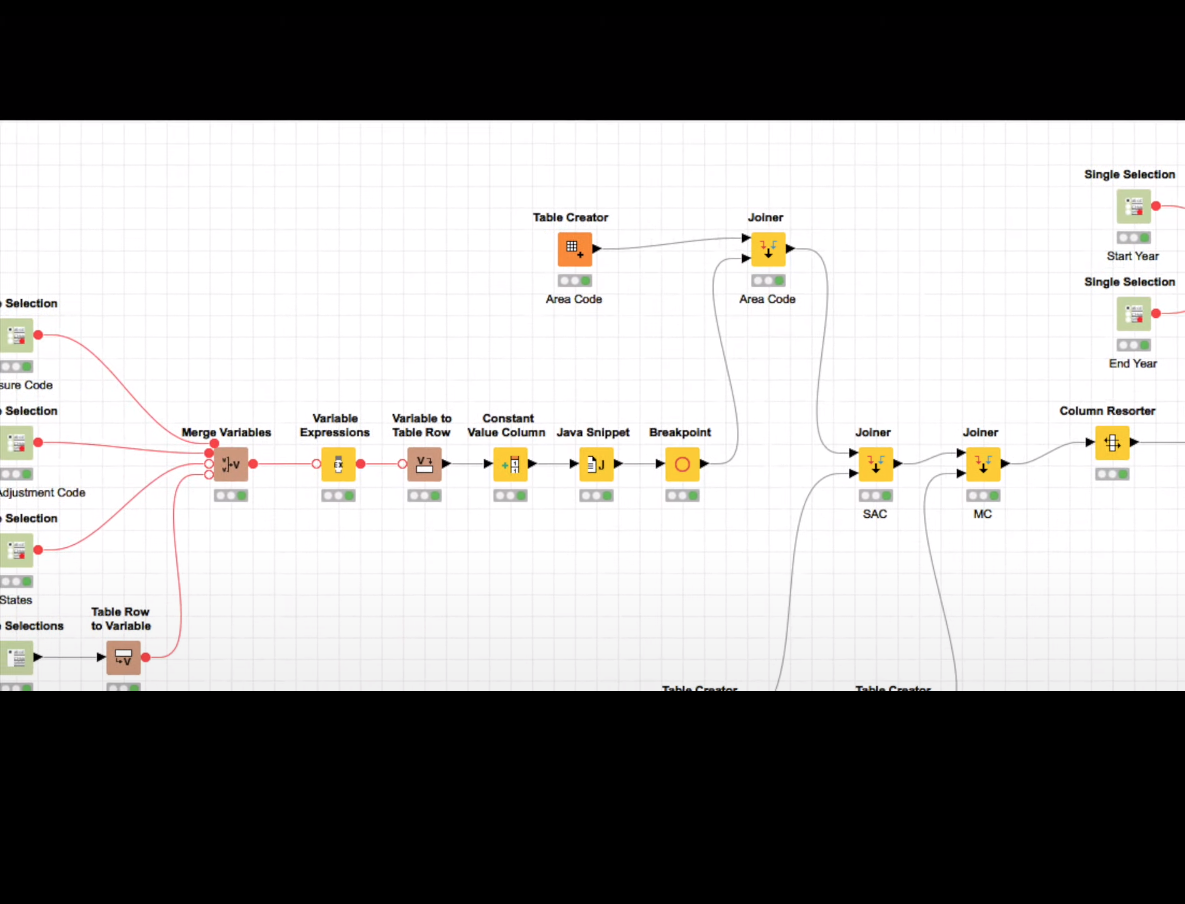 Single Selection
Table Creator
Joiner
Start Year
Single Selection
Area Code
Area Code
Selection
End Year
sure Code
Selection
Column Resorter
Merge Variables
Variable
Expressions
Variable to
Table Row
Constant
Value Column
Java Snippet
Breakpoint
Joiner
Joiner
Adjustment Code
SAC
MC
Selection
States
Selections
Table Row
to Variable
Table Creator
Table Creator